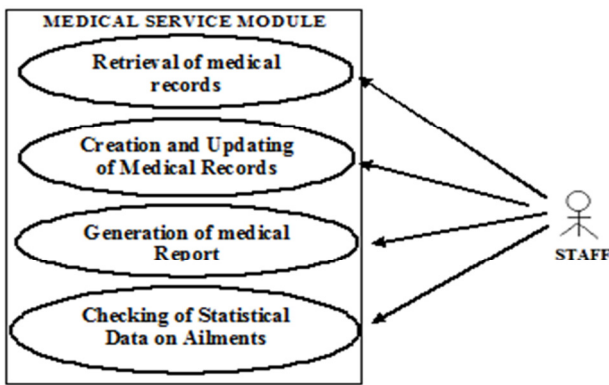 MEDICAL SERVICE MODULE
Retrieval of medical
records
Creation and Updating
of Medical Records
Generation of medical
Report
Checking of Statistical
Data on Ailments
STAFF